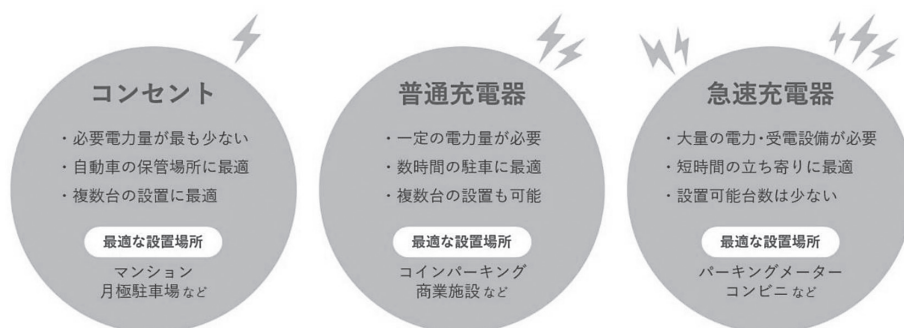 コンセント
・必要電力量が最も少ない
・自動車の保管場所に最適
・複数台の設置に最適
最適な設置場所
マンション
月極駐車場など
普通充電器
・一定の電力量が必要
・数時間の駐車に最適
・複数台の設置も可能
最適な設置場所
コインパーキング
商業施設など
急速充電器
・大量の電力・受電設備が必要
・短時間の立ち寄りに最適
・設置可能台数は少ない
最適な設置場所
パーキングメーター
コンビニなど